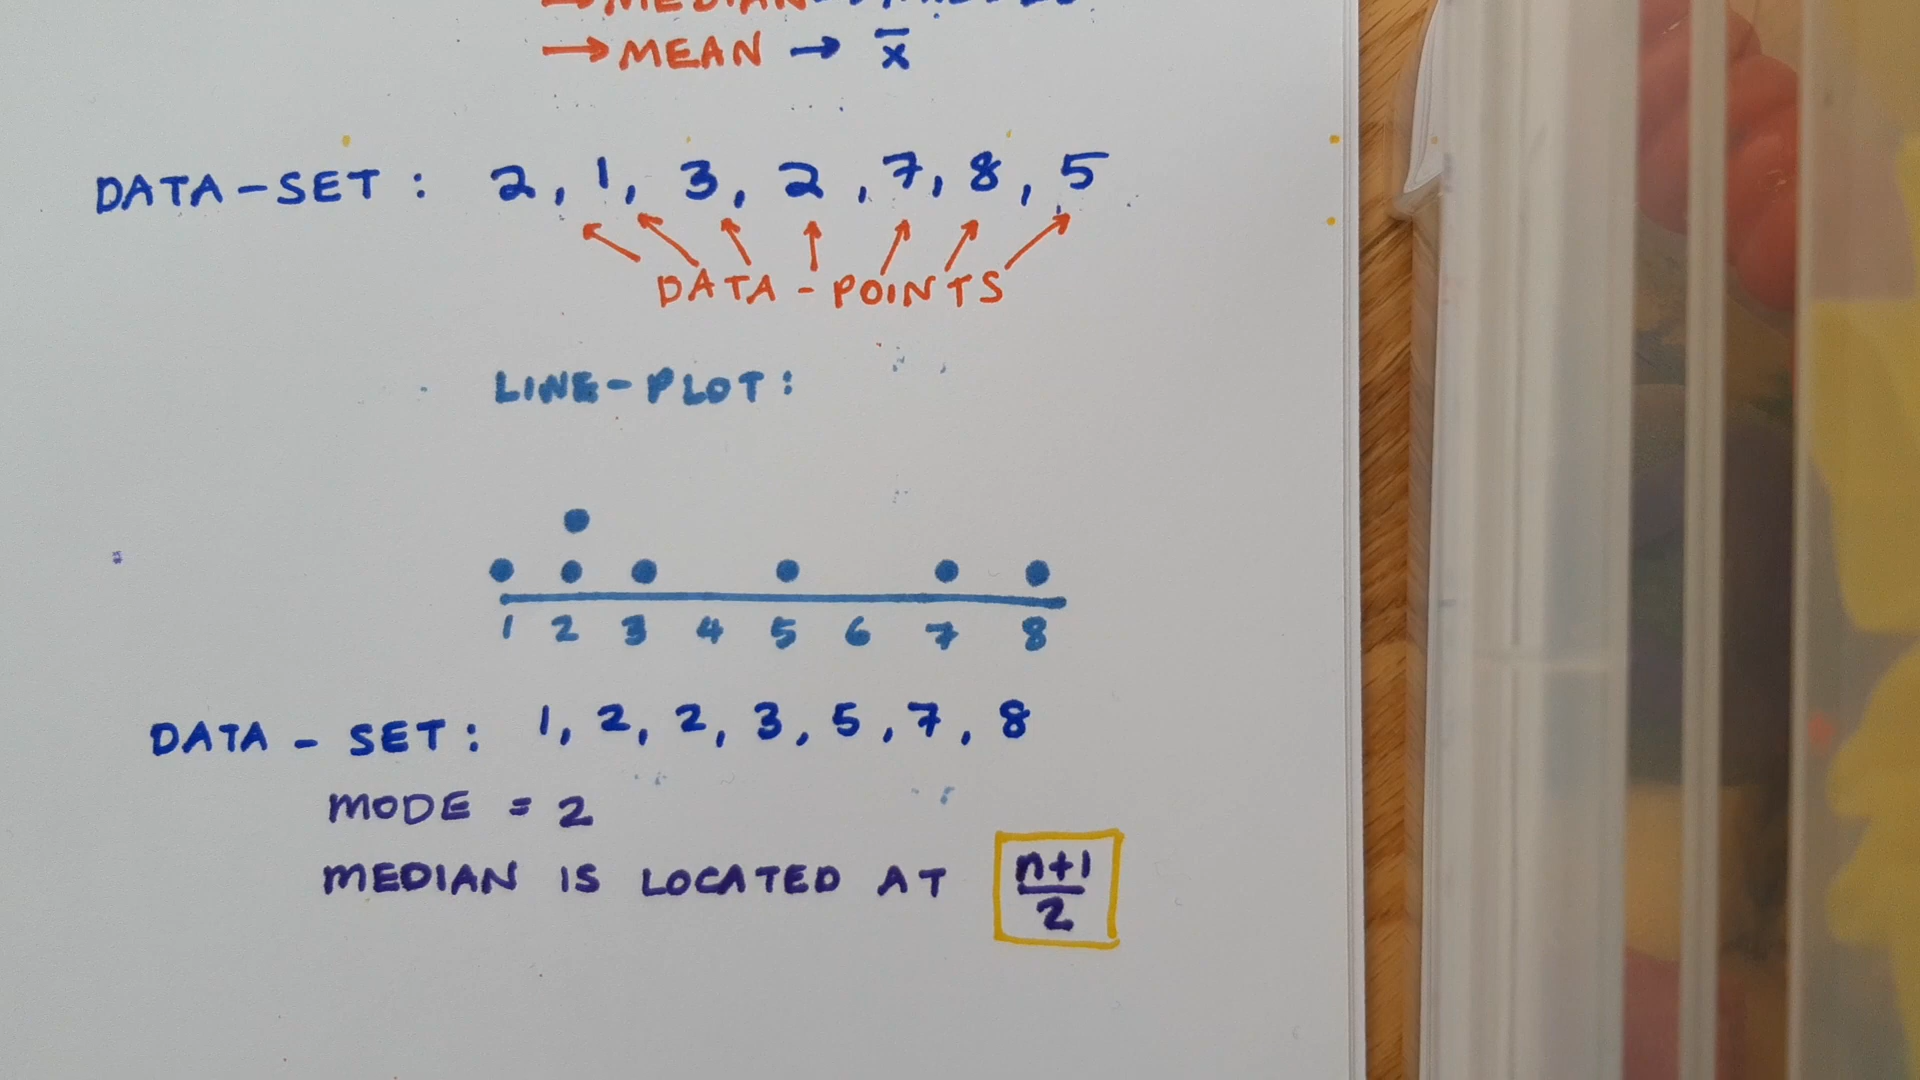 → MEDIAN
→ MEAN → x̄
DATA-SET : 2, 1, 3, 2, 7, 8, 5
DATA - POINTS
LINE-PLOT:
1 2 3 4 5 6 7 8
DATA - SET : 1, 2, 2, 3, 5, 7, 8
MODE = 2
MEDIAN IS LOCATED AT n+1/2